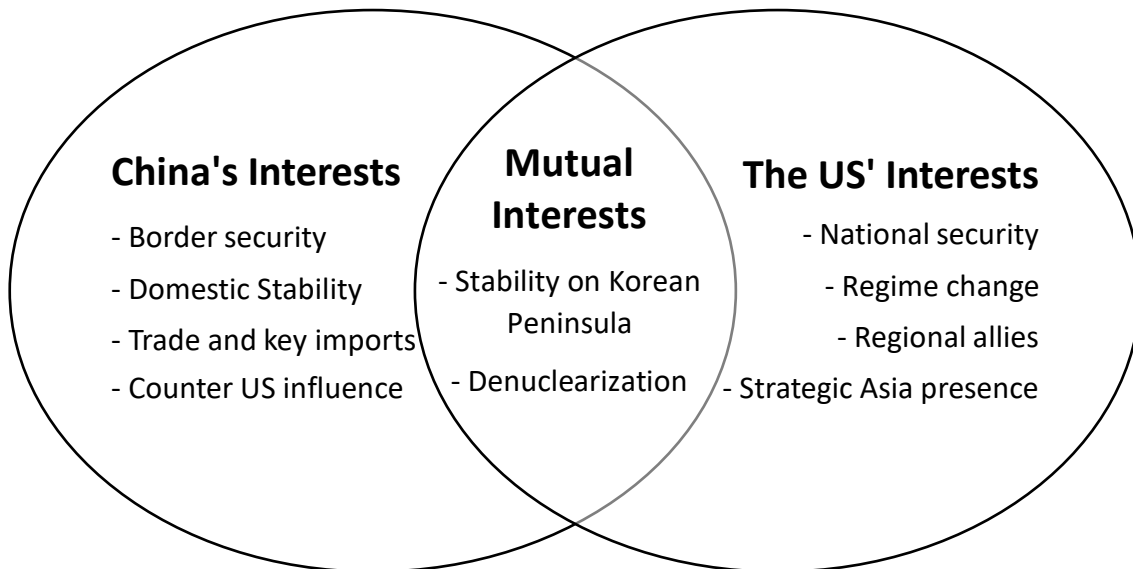 China's Interests
- Border security
- Domestic Stability
- Trade and key imports
- Counter US influence
Mutual
Interests
- Stability on Korean
Peninsula
- Denuclearization
The US' Interests
- National security
- Regime change
- Regional allies
- Strategic Asia presence